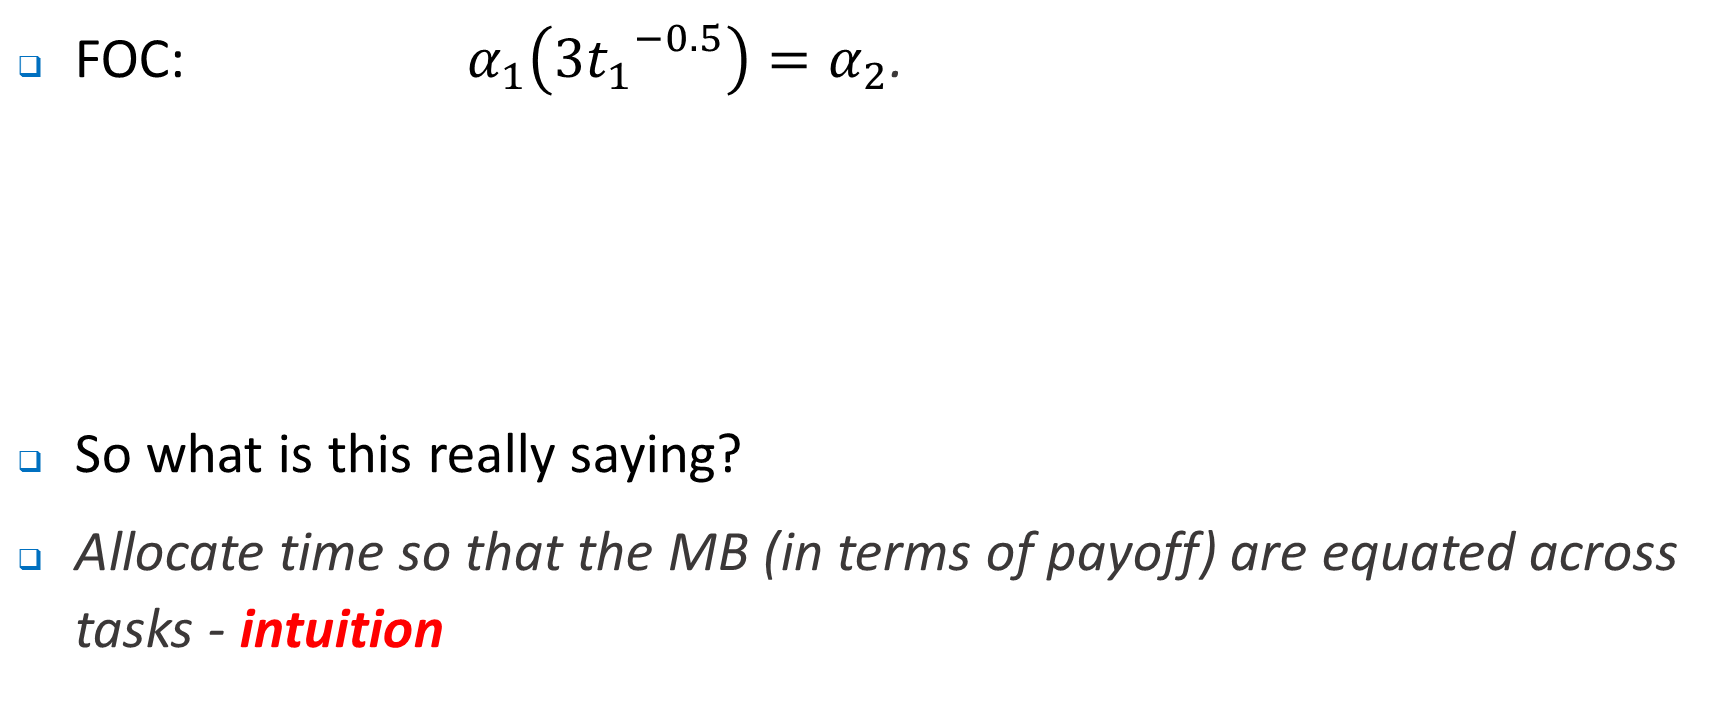 ❑ FOC: α₁(3t₁⁻⁰·⁵) = α₂.
❑ So what is this really saying?
❑ Allocate time so that the MB (in terms of payoff) are equated across
tasks - intuition